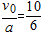 v₀/a = 10/6